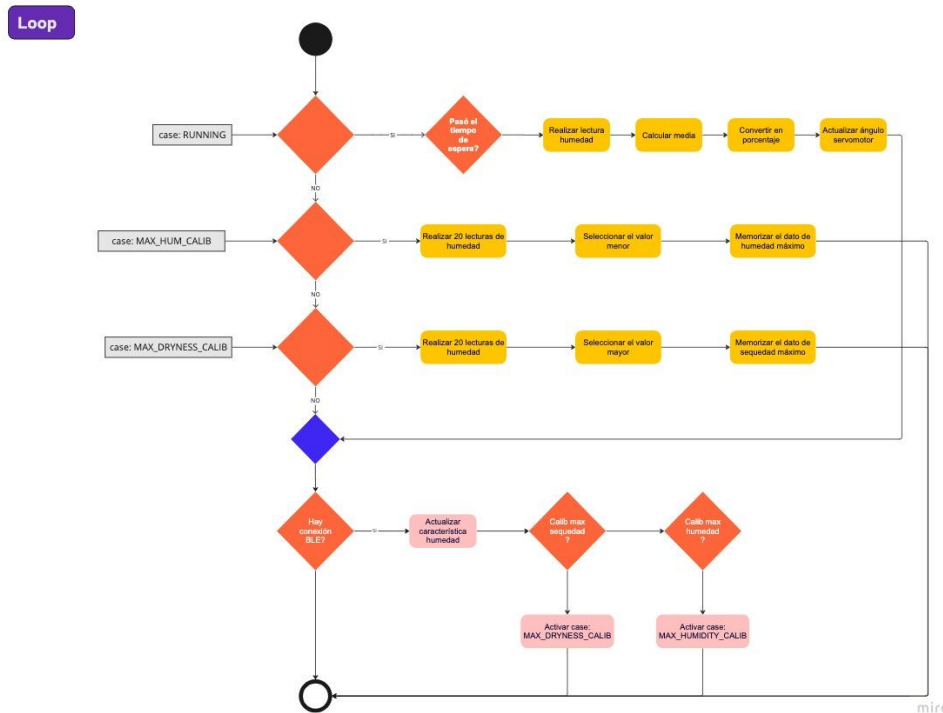 Loop
case: RUNNING
SI
Pasó el
tiempo
de
espera?
Realizar lectura
humedad
Calcular media
Convertir en
porcentaje
Actualizar ángulo
servomotor
NO
case: MAX_HUM_CALIB
SI
Realizar 20 lecturas de
humedad
Seleccionar el valor
menor
Memorizar el dato de
humedad máximo
NO
case: MAX_DRYNESS_CALIB
SI
Realizar 20 lecturas de
humedad
Seleccionar el valor
mayor
Memorizar el dato de
sequedad máximo
NO
Hay
conexión
BLE?
SI
Actualizar
característica
humedad
Calib max
sequedad
?
Calib max
humedad
?
Activar case:
MAX_DRYNESS_CALIB
Activar case:
MAX_HUMIDITY_CALIB